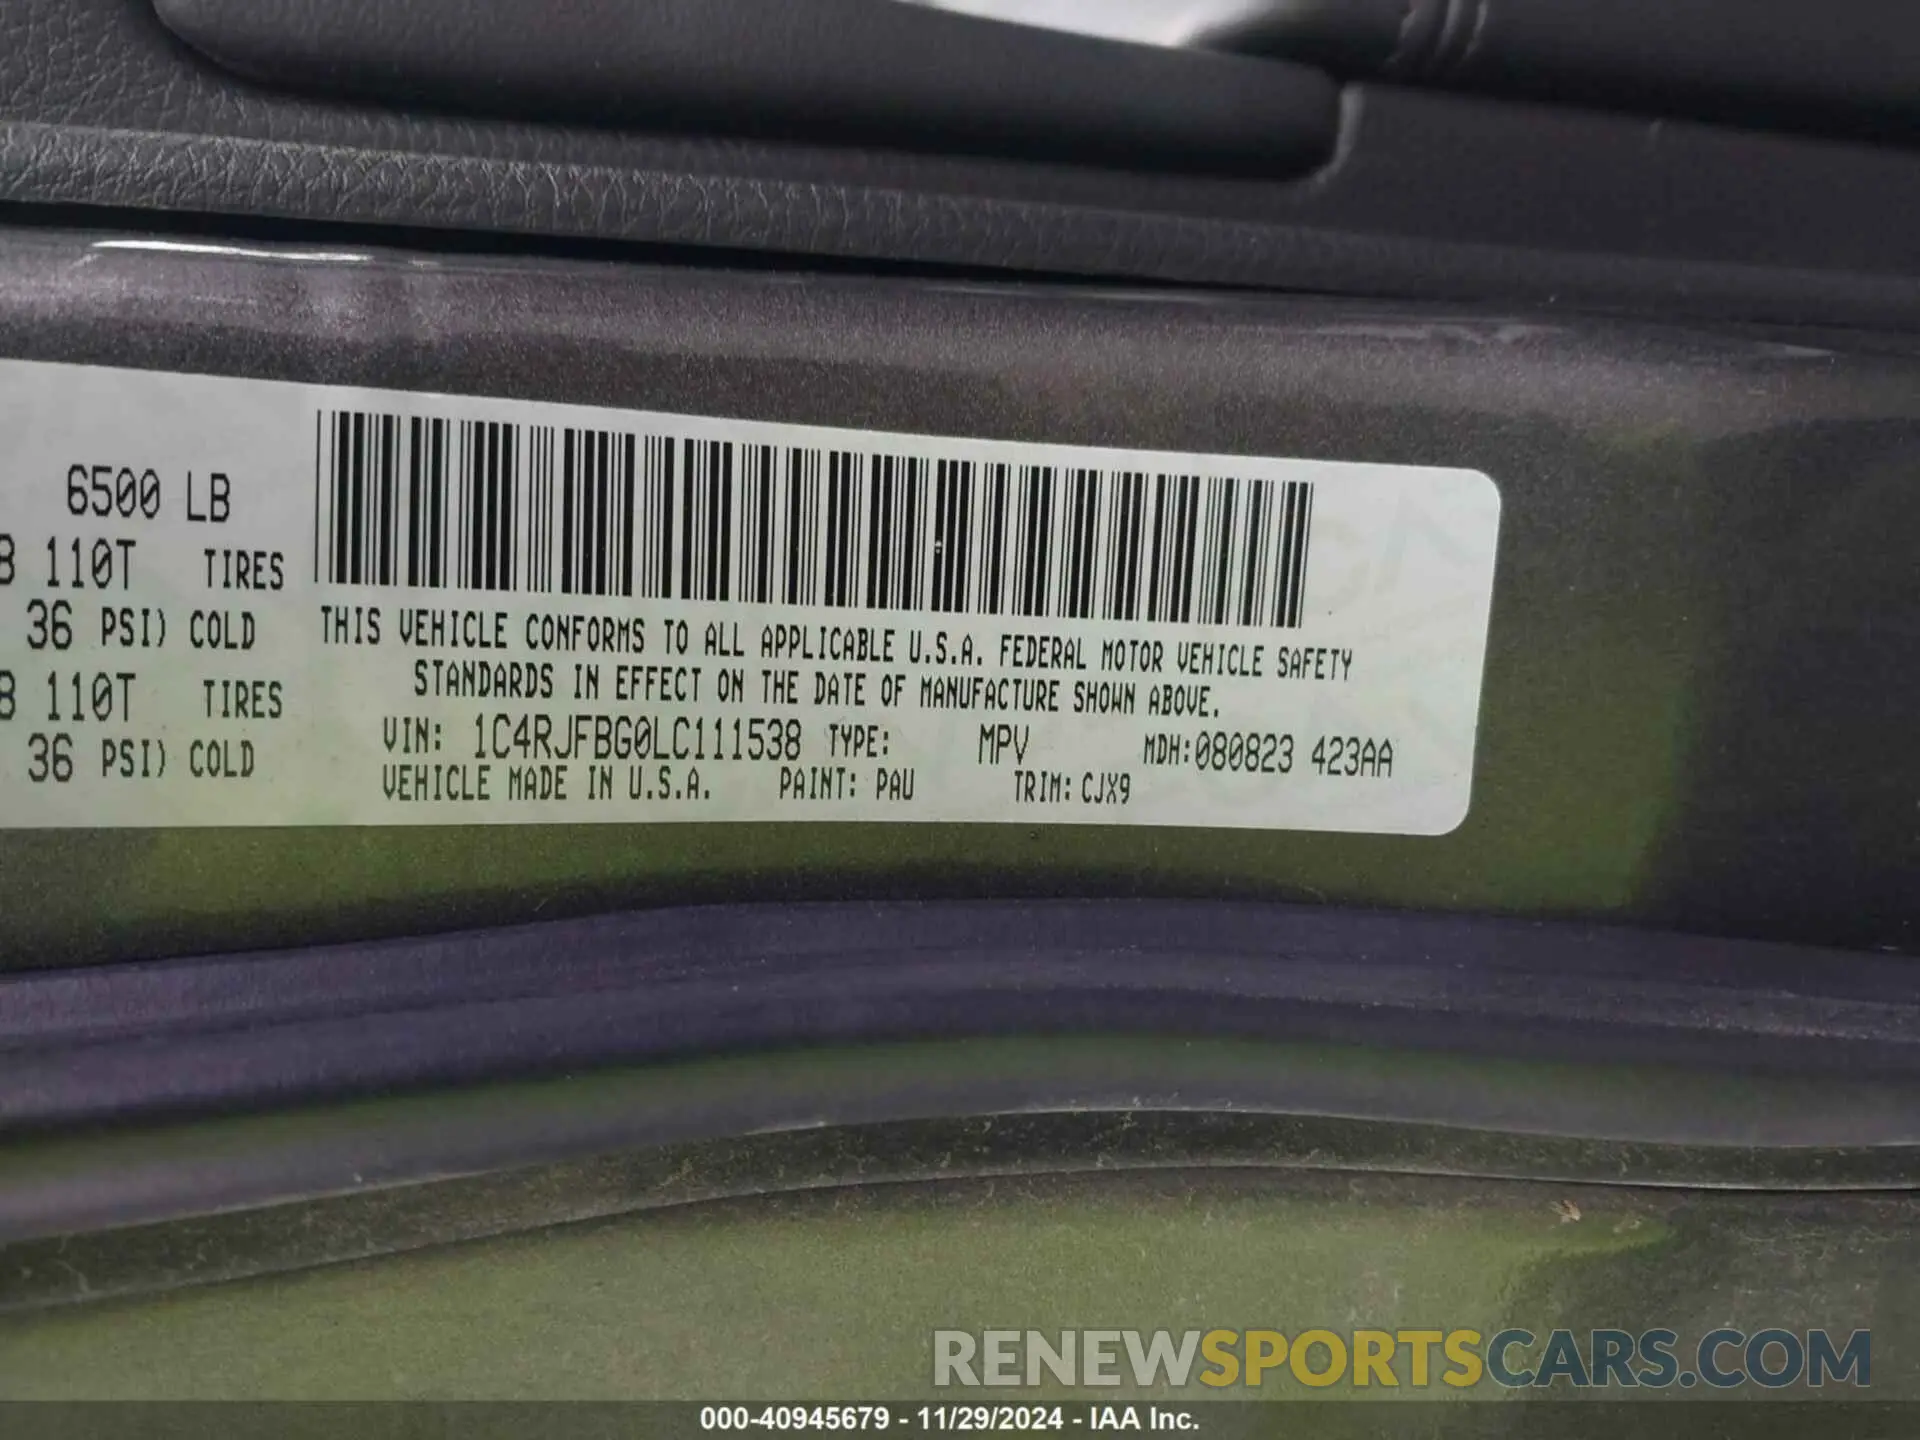 6500 LB
110T TIRES
36 PSI) COLD
110T TIRES
36 PSI) COLD
THIS VEHICLE CONFORMS TO ALL APPLICABLE U.S.A. FEDERAL MOTOR VEHICLE SAFETY
STANDARDS IN EFFECT ON THE DATE OF MANUFACTURE SHOWN ABOVE.
VIN: 1C4RJFBG0LC111538 TYPE: MPV MDH:080823 423AA
VEHICLE MADE IN U.S.A. PAINT: PAU TRIM: CJX9
RENEWSPORTSCARS.COM
000-40945679 - 11/29/2024 - IAA Inc.